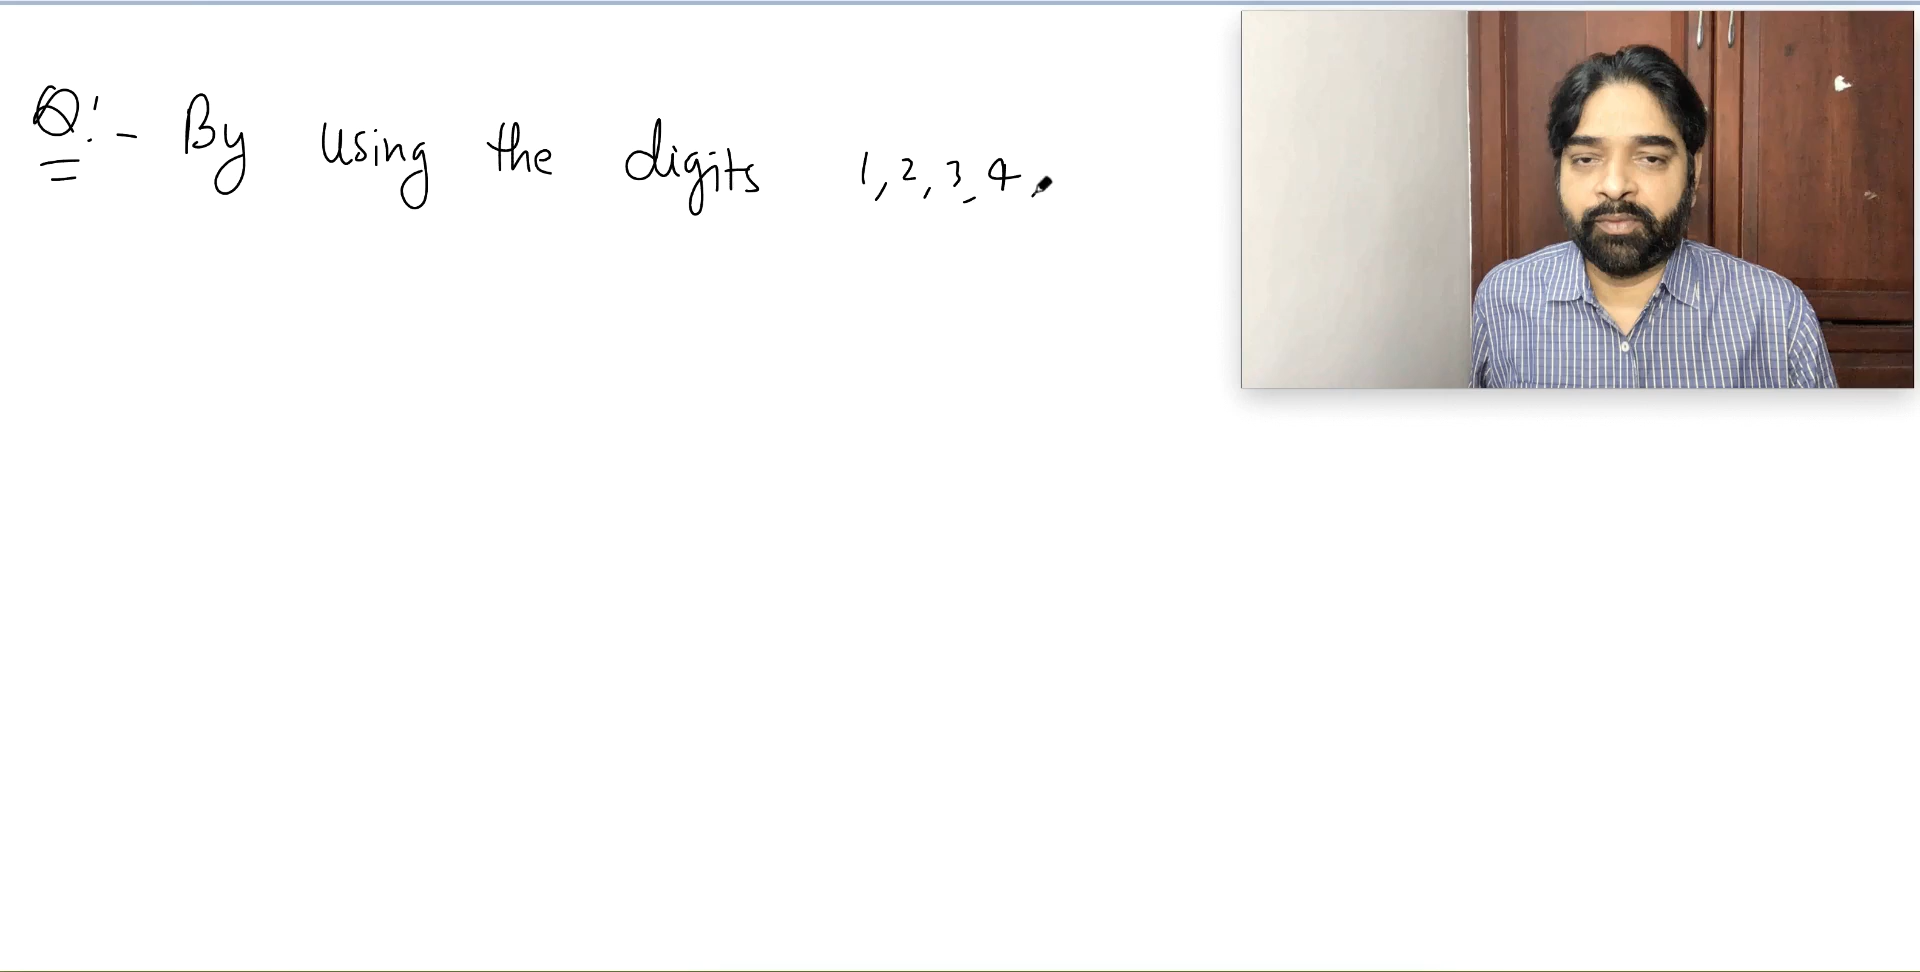 Q:- By using the digits 1, 2, 3, 4,